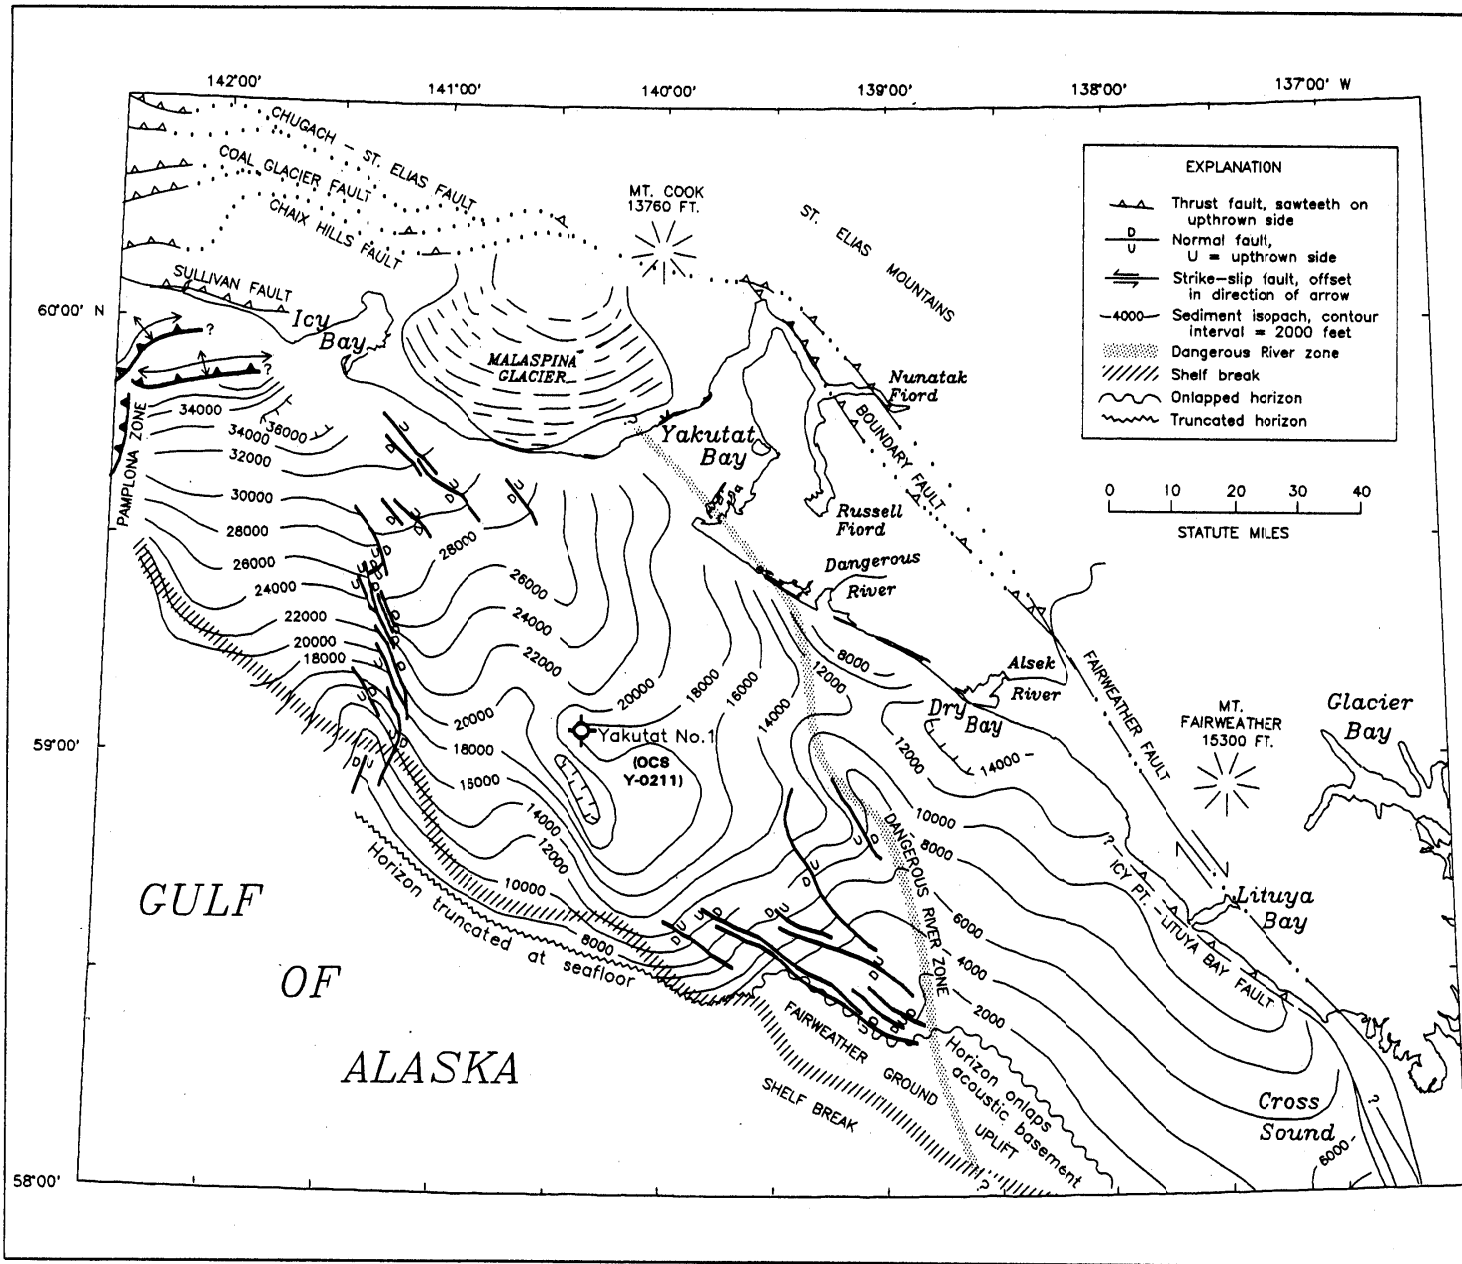 142°00'
141°00'
140°00'
139°00'
138°00'
137°00' W
CHUGACH – ST. ELIAS FAULT
COAL GLACIER FAULT
CHAIX HILLS FAULT
SULLIVAN FAULT
MT. COOK
13760 FT.
ST. ELIAS MOUNTAINS
EXPLANATION
Thrust fault, sawteeth on
upthrown side
D
U
Normal fault,
U = upthrown side
Strike–slip fault, offset
in direction of arrow
–4000–
Sediment isopach, contour
interval = 2000 feet
Dangerous River zone
Shelf break
Onlapped horizon
Truncated horizon
0 10 20 30 40
STATUTE MILES
60°00' N
59°00'
58°00'
Icy
Bay
MALASPINA
GLACIER
Yakutat
Bay
Nunatak
Fiord
Russell
Fiord
BOUNDARY FAULT
Dangerous
River
Alsek
River
Dry
Bay
FAIRWEATHER FAULT
MT.
FAIRWEATHER
15300 FT.
Glacier
Bay
PAMPLONA ZONE
34000
36000
34000
32000
30000
28000
26000
24000
22000
20000
18000
28000
26000
24000
22000
20000
18000
16000
14000
12000
8000
20000
18000
16000
14000
12000
10000
8000
Yakutat No.1
(OCS
Y–0211)
12000
14000
10000
8000
6000
4000
2000
6000
DANGEROUS RIVER ZONE
ICY PT. – LITUYA BAY FAULT
Lituya
Bay
Horizon truncated at seafloor
GULF
OF
ALASKA
FAIRWEATHER GROUND UPLIFT
SHELF BREAK
Horizon onlaps
acoustic basement
Cross
Sound